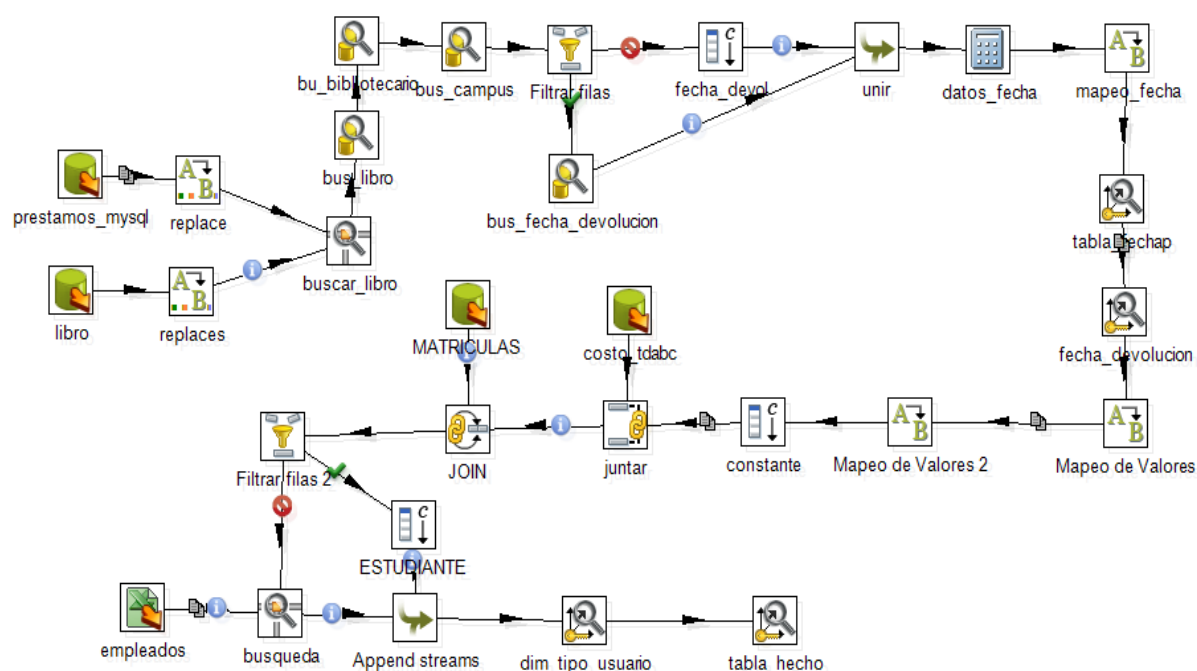 bu_bibliotecario
bus_campus
Filtrar filas
fecha_devol
unir
datos_fecha
mapeo_fecha
bus_libro
prestamos_mysql
replace
bus_fecha_devolucion
tabla_fechap
buscar_libro
libro
replaces
MATRICULAS
costo_tdabc
fecha_devolucion
Filtrar filas 2
JOIN
juntar
constante
Mapeo de Valores 2
Mapeo de Valores
ESTUDIANTE
empleados
busqueda
Append streams
dim_tipo_usuario
tabla_hecho